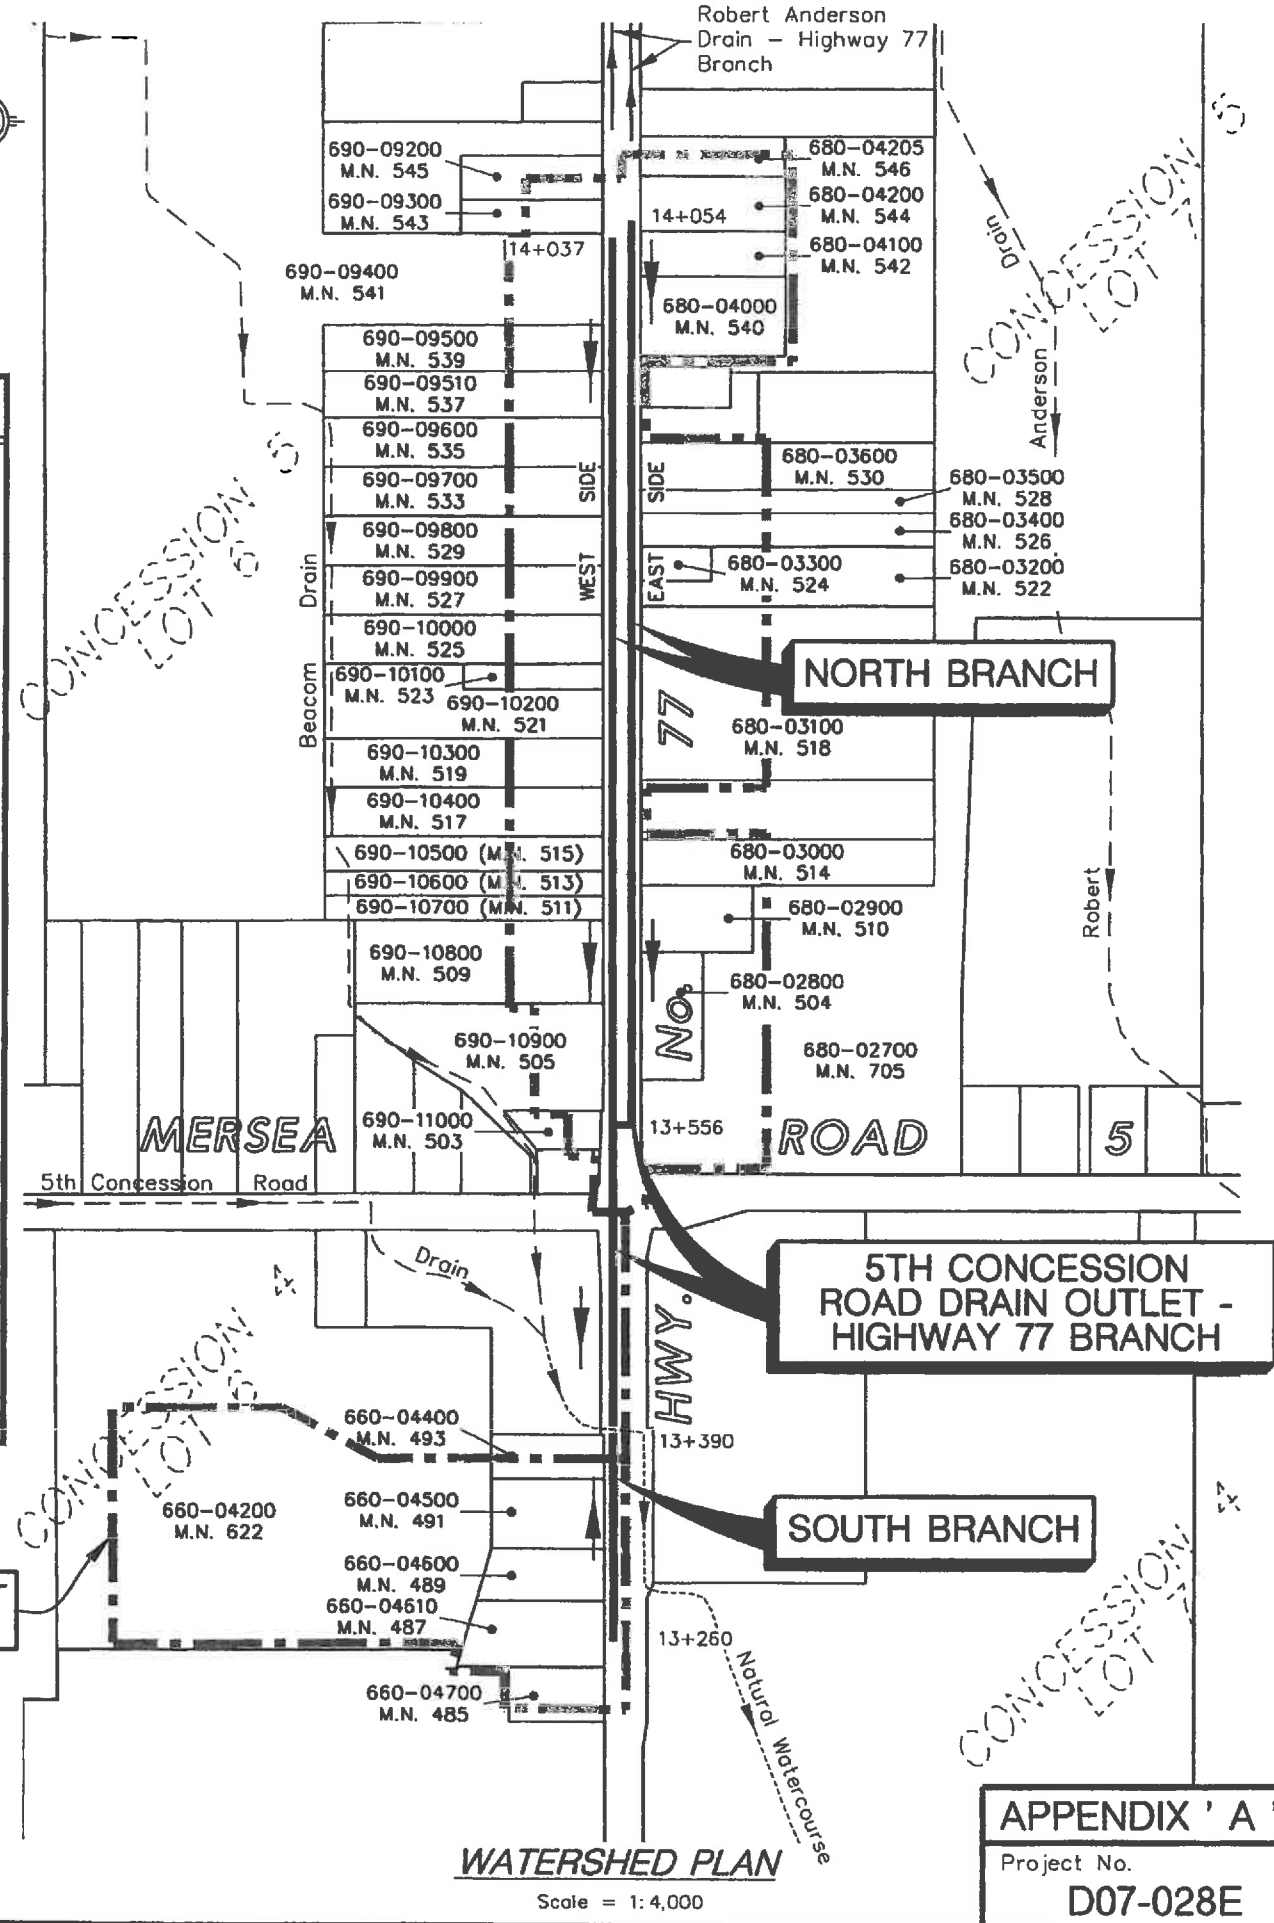 Robert Anderson
Drain - Highway 77
Branch
690-09200
M.N. 545
690-09300
M.N. 543
14+037
690-09400
M.N. 541
690-09500
M.N. 539
690-09510
M.N. 537
690-09600
M.N. 535
690-09700
M.N. 533
690-09800
M.N. 529
690-09900
M.N. 527
690-10000
M.N. 525
690-10100
M.N. 523
690-10200
M.N. 521
690-10300
M.N. 519
690-10400
M.N. 517
690-10500 (M.N. 515)
690-10600 (M.N. 513)
690-10700 (M.N. 511)
690-10800
M.N. 509
690-10900
M.N. 505
690-11000
M.N. 503
680-04205
M.N. 546
680-04200
M.N. 544
14+054
680-04100
M.N. 542
680-04000
M.N. 540
680-03600
M.N. 530
680-03500
M.N. 528
680-03400
M.N. 526
680-03300
M.N. 524
680-03200
M.N. 522
WEST SIDE
EAST SIDE
NORTH BRANCH
680-03100
M.N. 518
680-03000
M.N. 514
680-02900
M.N. 510
680-02800
M.N. 504
680-02700
M.N. 705
13+556
HWY. No. 77
Beacom Drain
Robert Anderson Drain
CONCESSION 5
LOT 6
CONCESSION 5
LOT 7
MERSEA ROAD 5
5th Concession Road
Drain
5TH CONCESSION
ROAD DRAIN OUTLET -
HIGHWAY 77 BRANCH
CONCESSION 4
LOT 6
660-04400
M.N. 493
13+390
660-04200
M.N. 622
660-04500
M.N. 491
SOUTH BRANCH
660-04600
M.N. 489
660-04610
M.N. 487
13+260
660-04700
M.N. 485
Natural Watercourse
CONCESSION 4
LOT 7
WATERSHED PLAN
Scale = 1:4,000
APPENDIX ' A '
Project No.
D07-028E